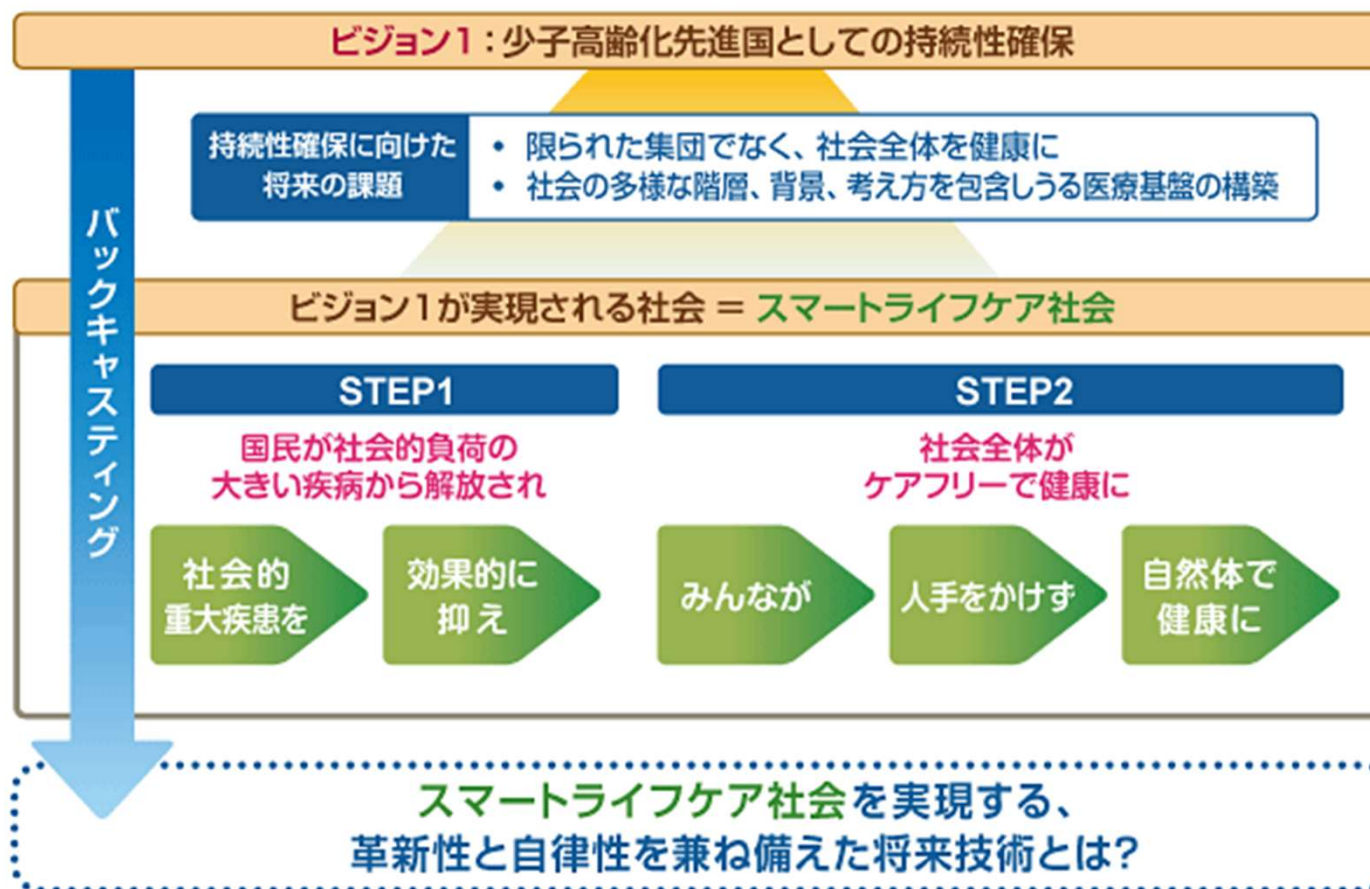 ビジョン1：少子高齢化先進国としての持続性確保
バックキャスティング
持続性確保に向けた
将来の課題
• 限られた集団でなく、社会全体を健康に
• 社会の多様な階層、背景、考え方を包含しうる医療基盤の構築
ビジョン1が実現される社会 = スマートライフケア社会
STEP1
国民が社会的負荷の
大きい疾病から解放され
社会的
重大疾患を
効果的に
抑え
STEP2
社会全体が
ケアフリーで健康に
みんなが
人手をかけず
自然体で
健康に
スマートライフケア社会を実現する、
革新性と自律性を兼ね備えた将来技術とは?